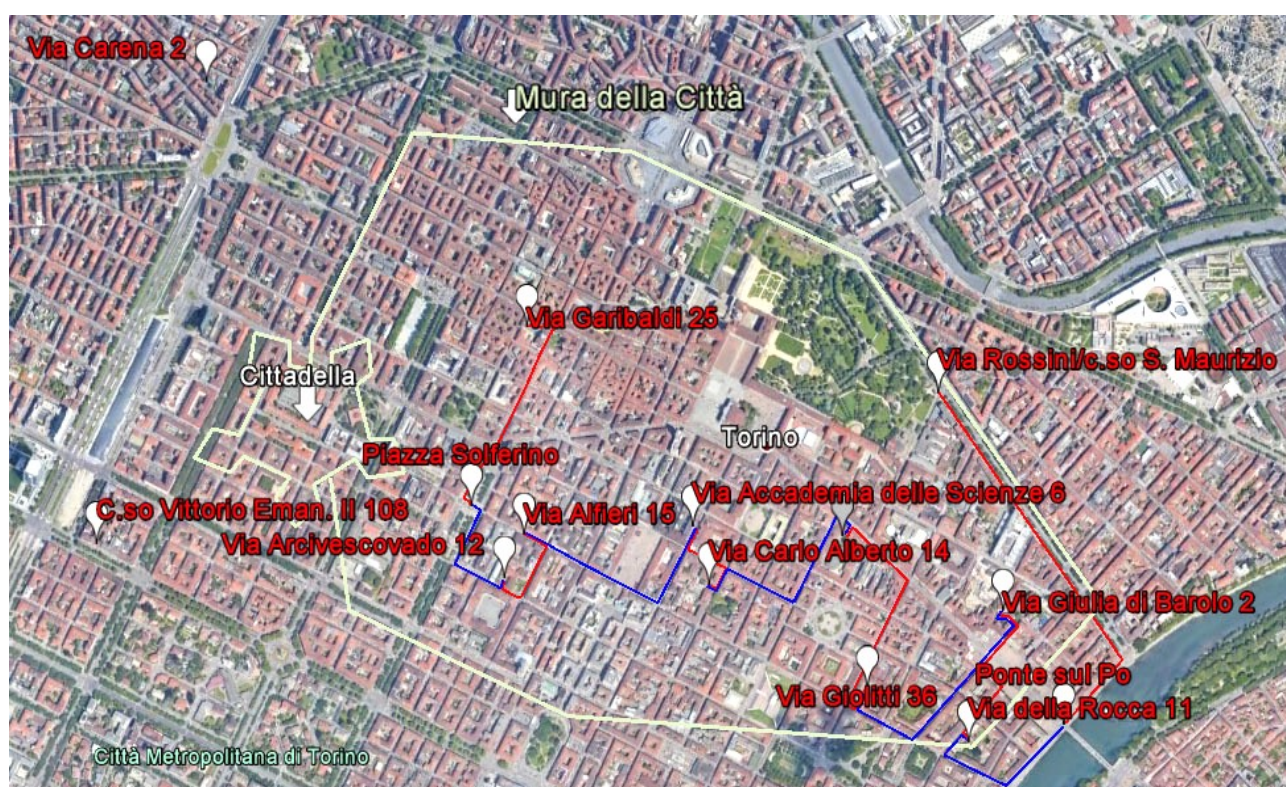 Via Carena 2
Mura della Città
Via Garibaldi 25
Via Rossini/c.so S. Maurizio
Cittadella
Torino
Piazza Solferino
Via Accademia delle Scienze 6
C.so Vittorio Eman. II 108
Via Alfieri 15
Via Arcivescovado 12
Via Carlo Alberto 14
Via Giulia di Barolo 2
Ponte sul Po
Via Giolitti 36
Via della Rocca 11
Città Metropolitana di Torino